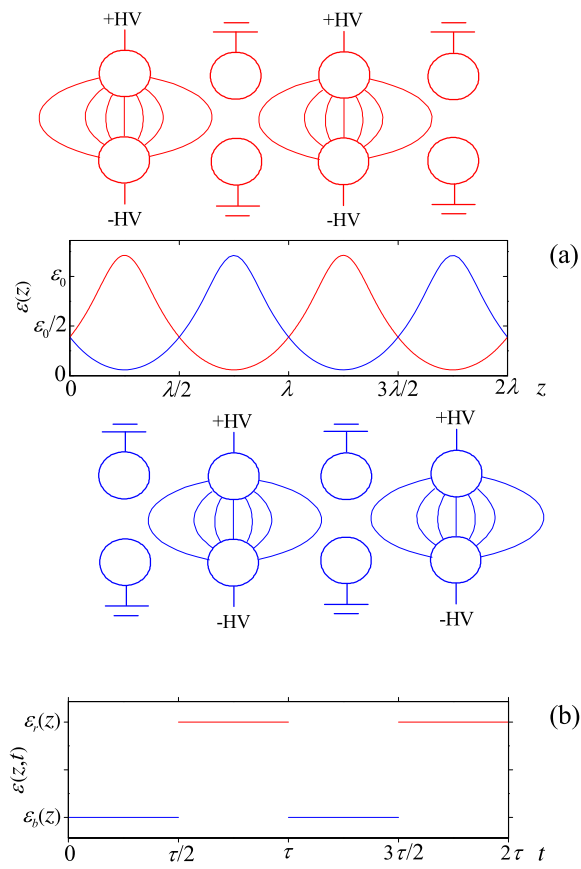 +HV +HV
-HV -HV
(a)
ε(z)
ε₀
ε₀/2
0
0 λ/2 λ 3λ/2 2λ z
+HV +HV
-HV -HV
(b)
ε(z,t)
εᵣ(z)
ε_b(z)
0 τ/2 τ 3τ/2 2τ t